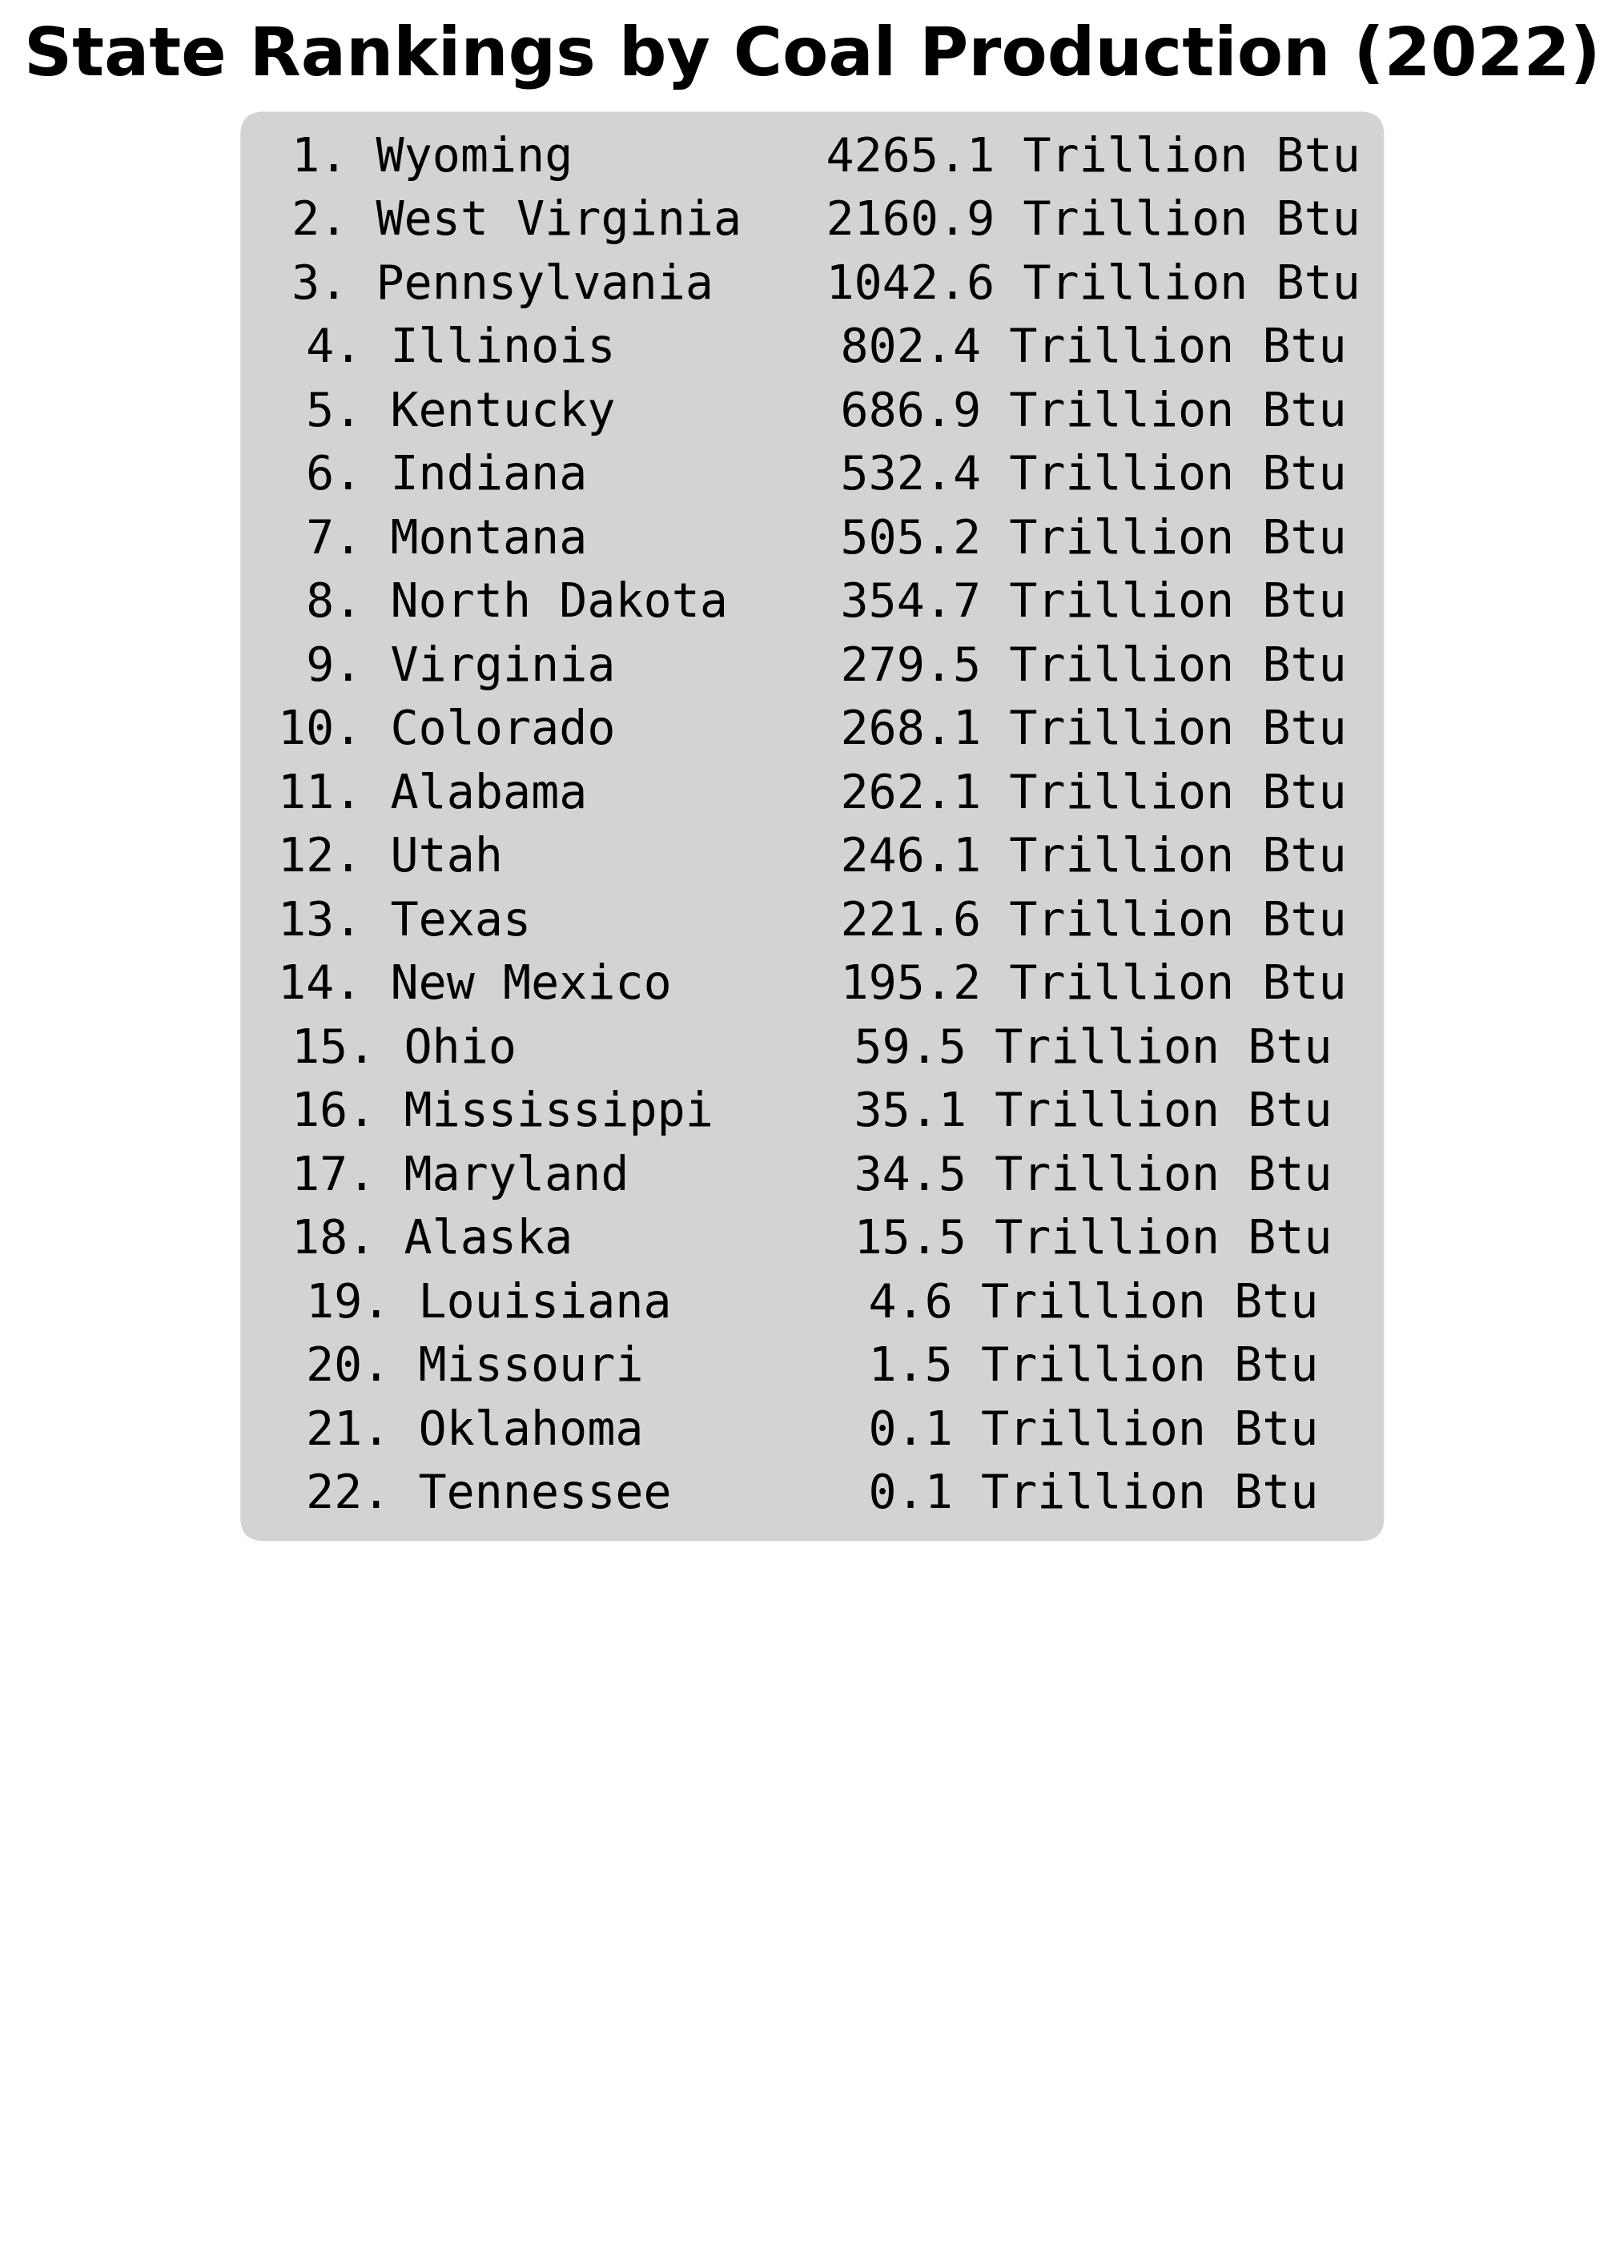 State Rankings by Coal Production (2022)
1. Wyoming 4265.1 Trillion Btu
2. West Virginia 2160.9 Trillion Btu
3. Pennsylvania 1042.6 Trillion Btu
4. Illinois 802.4 Trillion Btu
5. Kentucky 686.9 Trillion Btu
6. Indiana 532.4 Trillion Btu
7. Montana 505.2 Trillion Btu
8. North Dakota 354.7 Trillion Btu
9. Virginia 279.5 Trillion Btu
10. Colorado 268.1 Trillion Btu
11. Alabama 262.1 Trillion Btu
12. Utah 246.1 Trillion Btu
13. Texas 221.6 Trillion Btu
14. New Mexico 195.2 Trillion Btu
15. Ohio 59.5 Trillion Btu
16. Mississippi 35.1 Trillion Btu
17. Maryland 34.5 Trillion Btu
18. Alaska 15.5 Trillion Btu
19. Louisiana 4.6 Trillion Btu
20. Missouri 1.5 Trillion Btu
21. Oklahoma 0.1 Trillion Btu
22. Tennessee 0.1 Trillion Btu